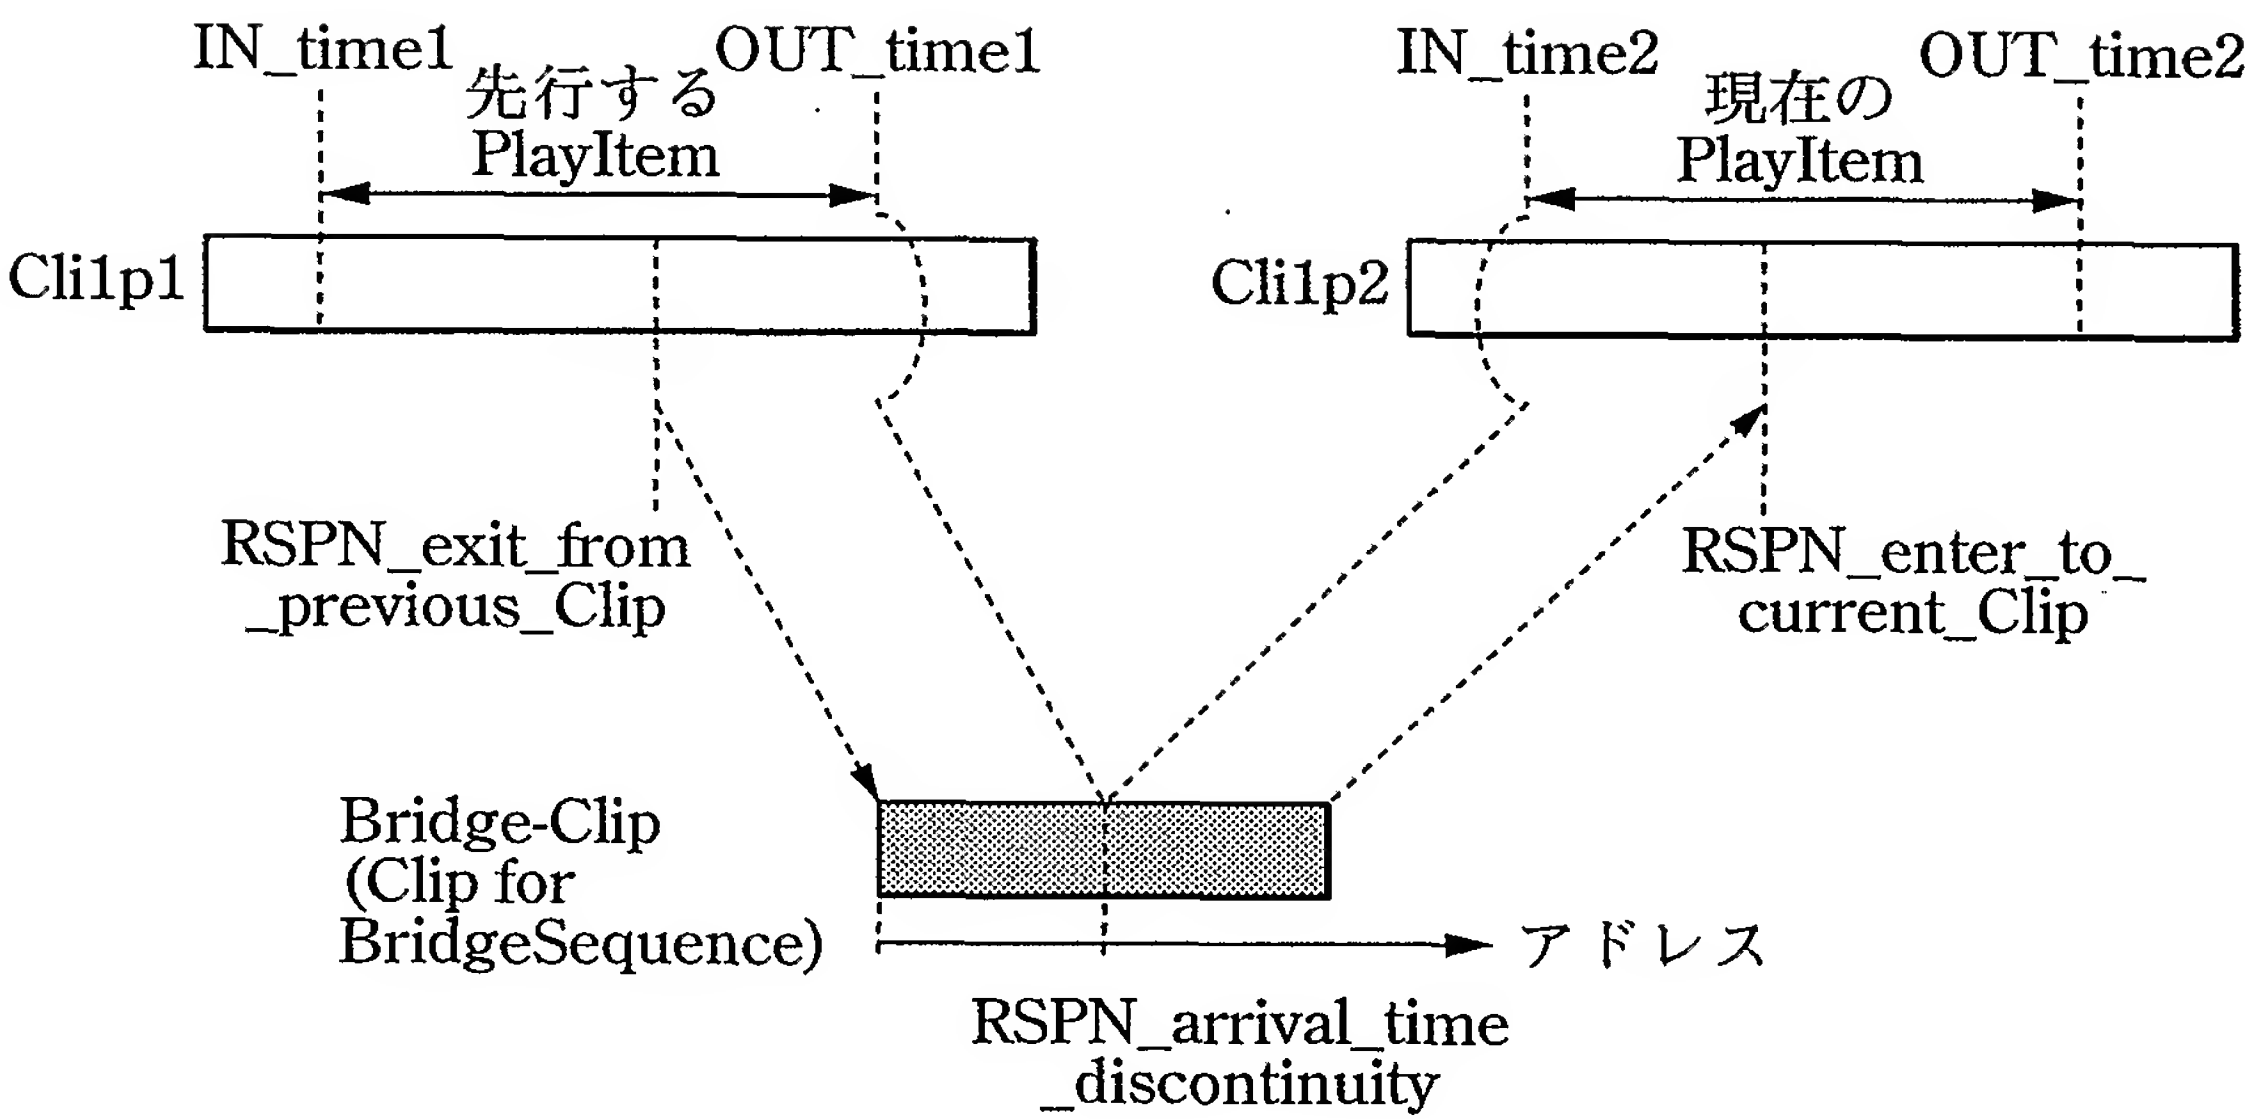 IN_time1
先行する
PlayItem
OUT_time1
IN_time2
現在の
PlayItem
OUT_time2
Cli1p1
Cli1p2
RSPN_exit_from
_previous_Clip
RSPN_enter_to_
current_Clip
Bridge-Clip
(Clip for
BridgeSequence)
アドレス
RSPN_arrival_time
_discontinuity